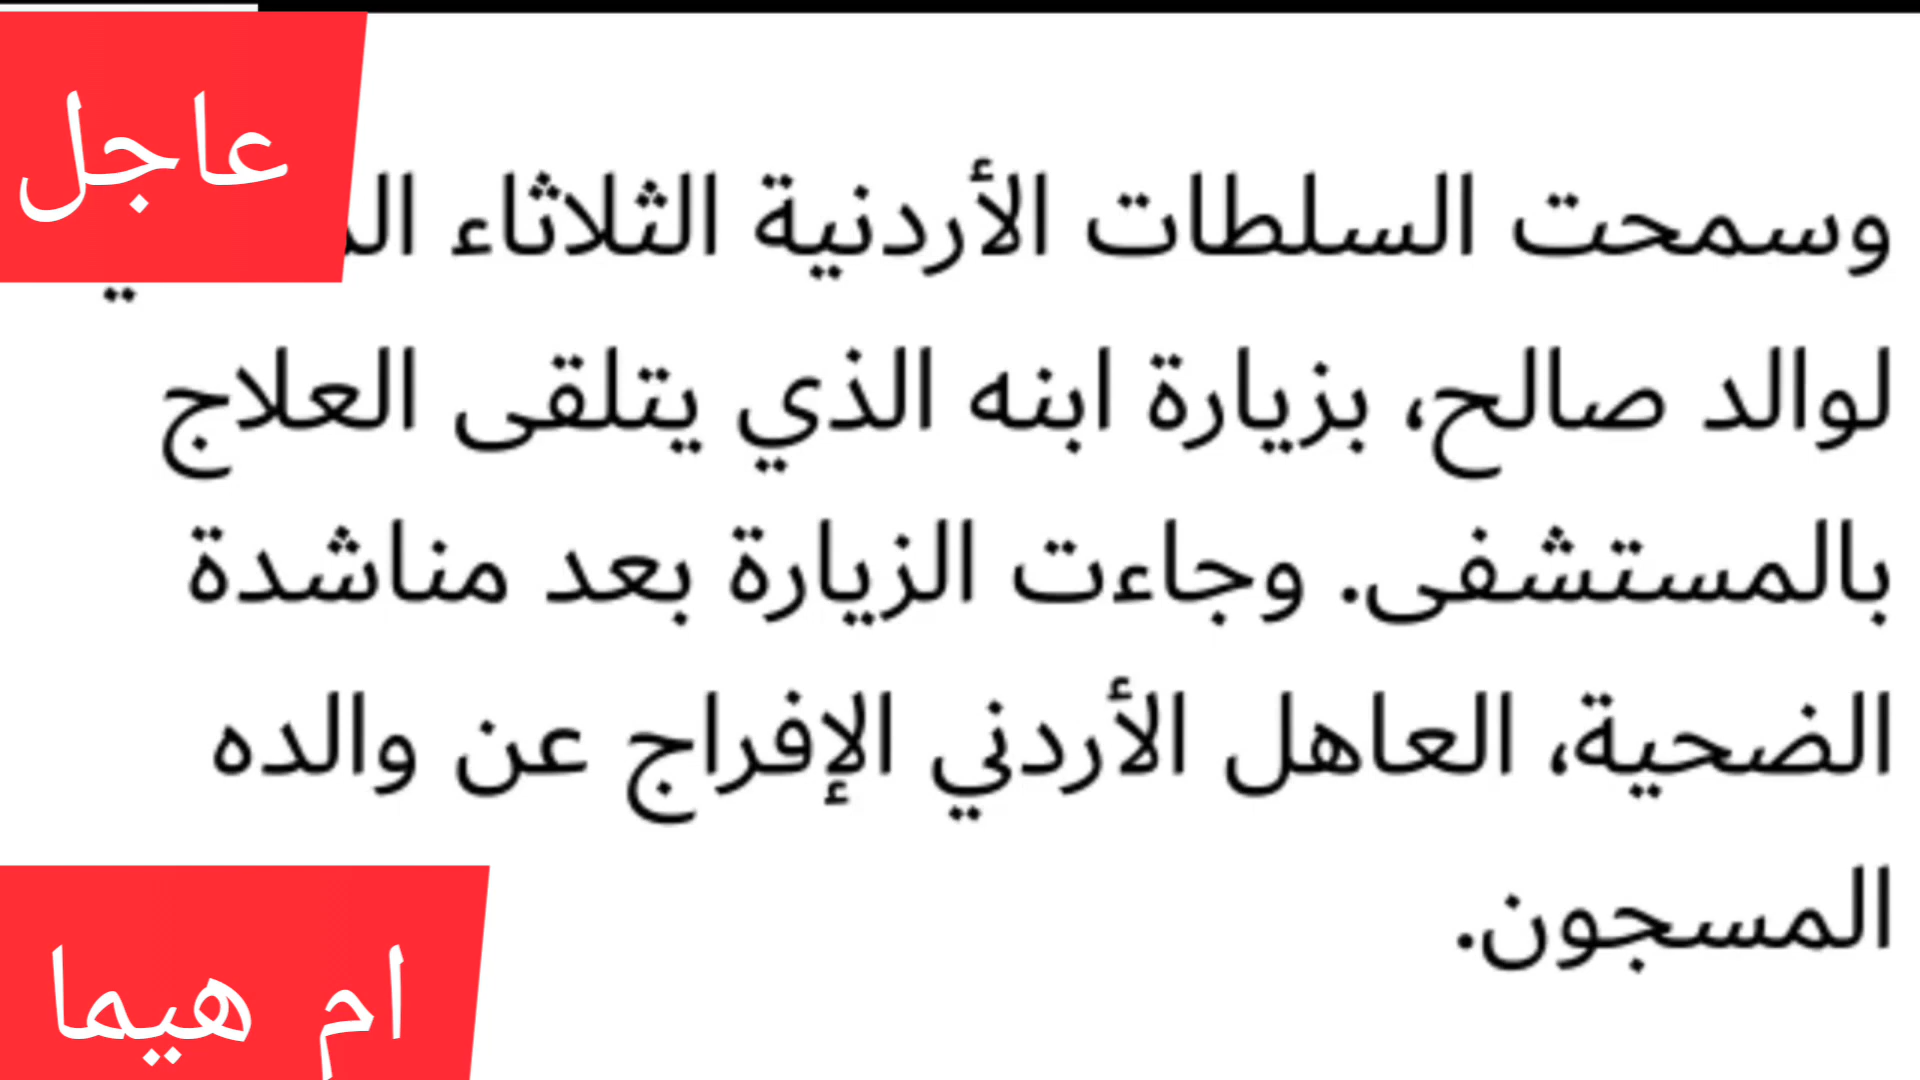 عاجل
وسمحت السلطات الأردنية الثلاثاء
لوالد صالح، بزيارة ابنه الذي يتلقى العلاج
بالمستشفى. وجاءت الزيارة بعد مناشدة
الضحية، العاهل الأردني الإفراج عن والده
المسجون.
ام هيما